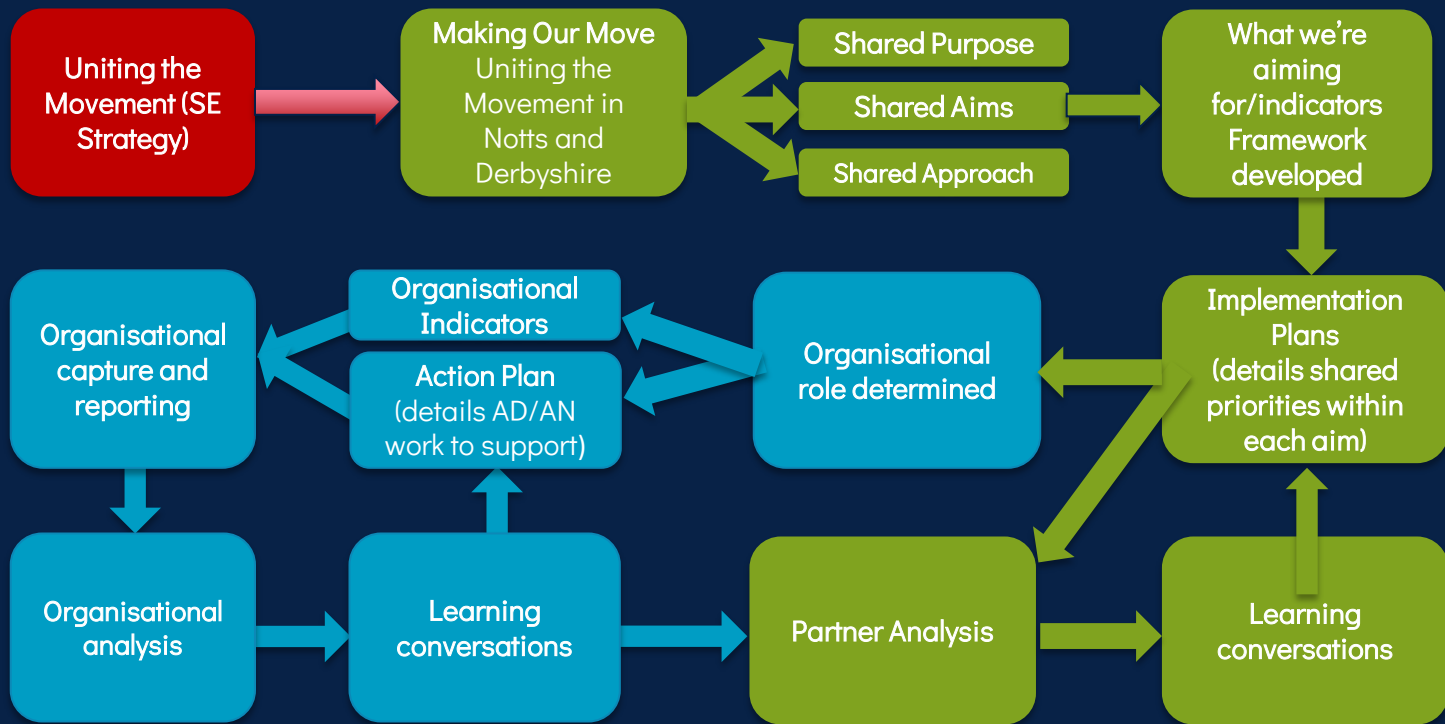 Uniting the
Movement (SE
Strategy)
Making Our Move
Uniting the
Movement in
Notts and
Derbyshire
Shared Purpose
Shared Aims
Shared Approach
What we’re
aiming
for/indicators
Framework
developed
Organisational
capture and
reporting
Organisational
Indicators
Action Plan
(details AD/AN
work to support)
Organisational
role determined
Implementation
Plans
(details shared
priorities within
each aim)
Organisational
analysis
Learning
conversations
Partner Analysis
Learning
conversations